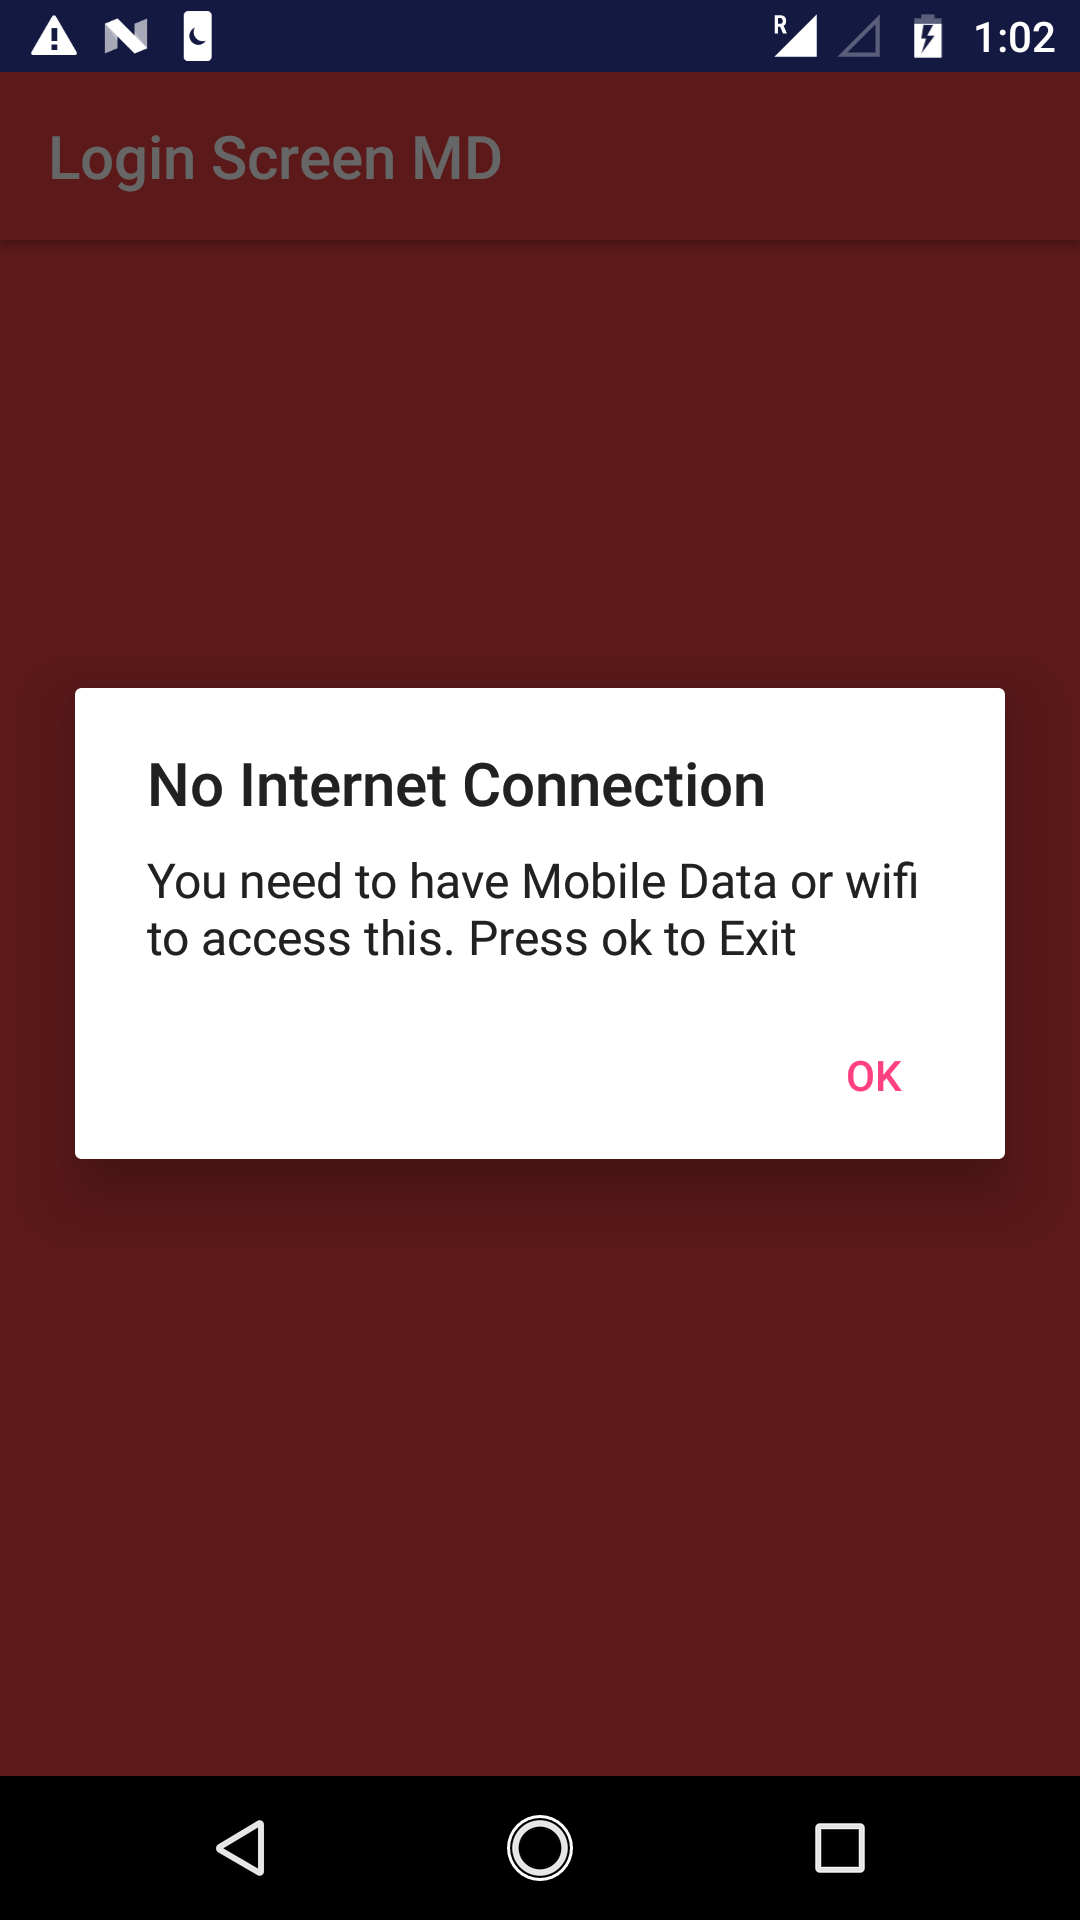 R
1:02
Login Screen MD
No Internet Connection
You need to have Mobile Data or wifi
to access this. Press ok to Exit
OK